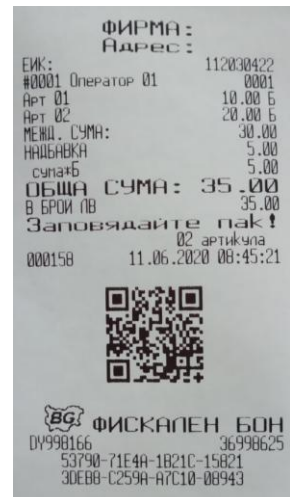 ФИРМА:
Адрес:
ЕИК: 112030422
#0001 Оператор 01 0001
Арт 01 10.00 Б
Арт 02 20.00 Б
МЕЖД. СУМА: 30.00
НАДБАВКА 5.00
сума*Б 5.00
ОБЩА СУМА: 35.00
В БРОЙ ЛВ 35.00
Заповядайте пак!
02 артикула
000158 11.06.2020 08:45:21
BG ФИСКАЛЕН БОН
DY998166 36998625
53790-71E4A-1B21C-15821
3DEB8-C259A-A7C10-08943